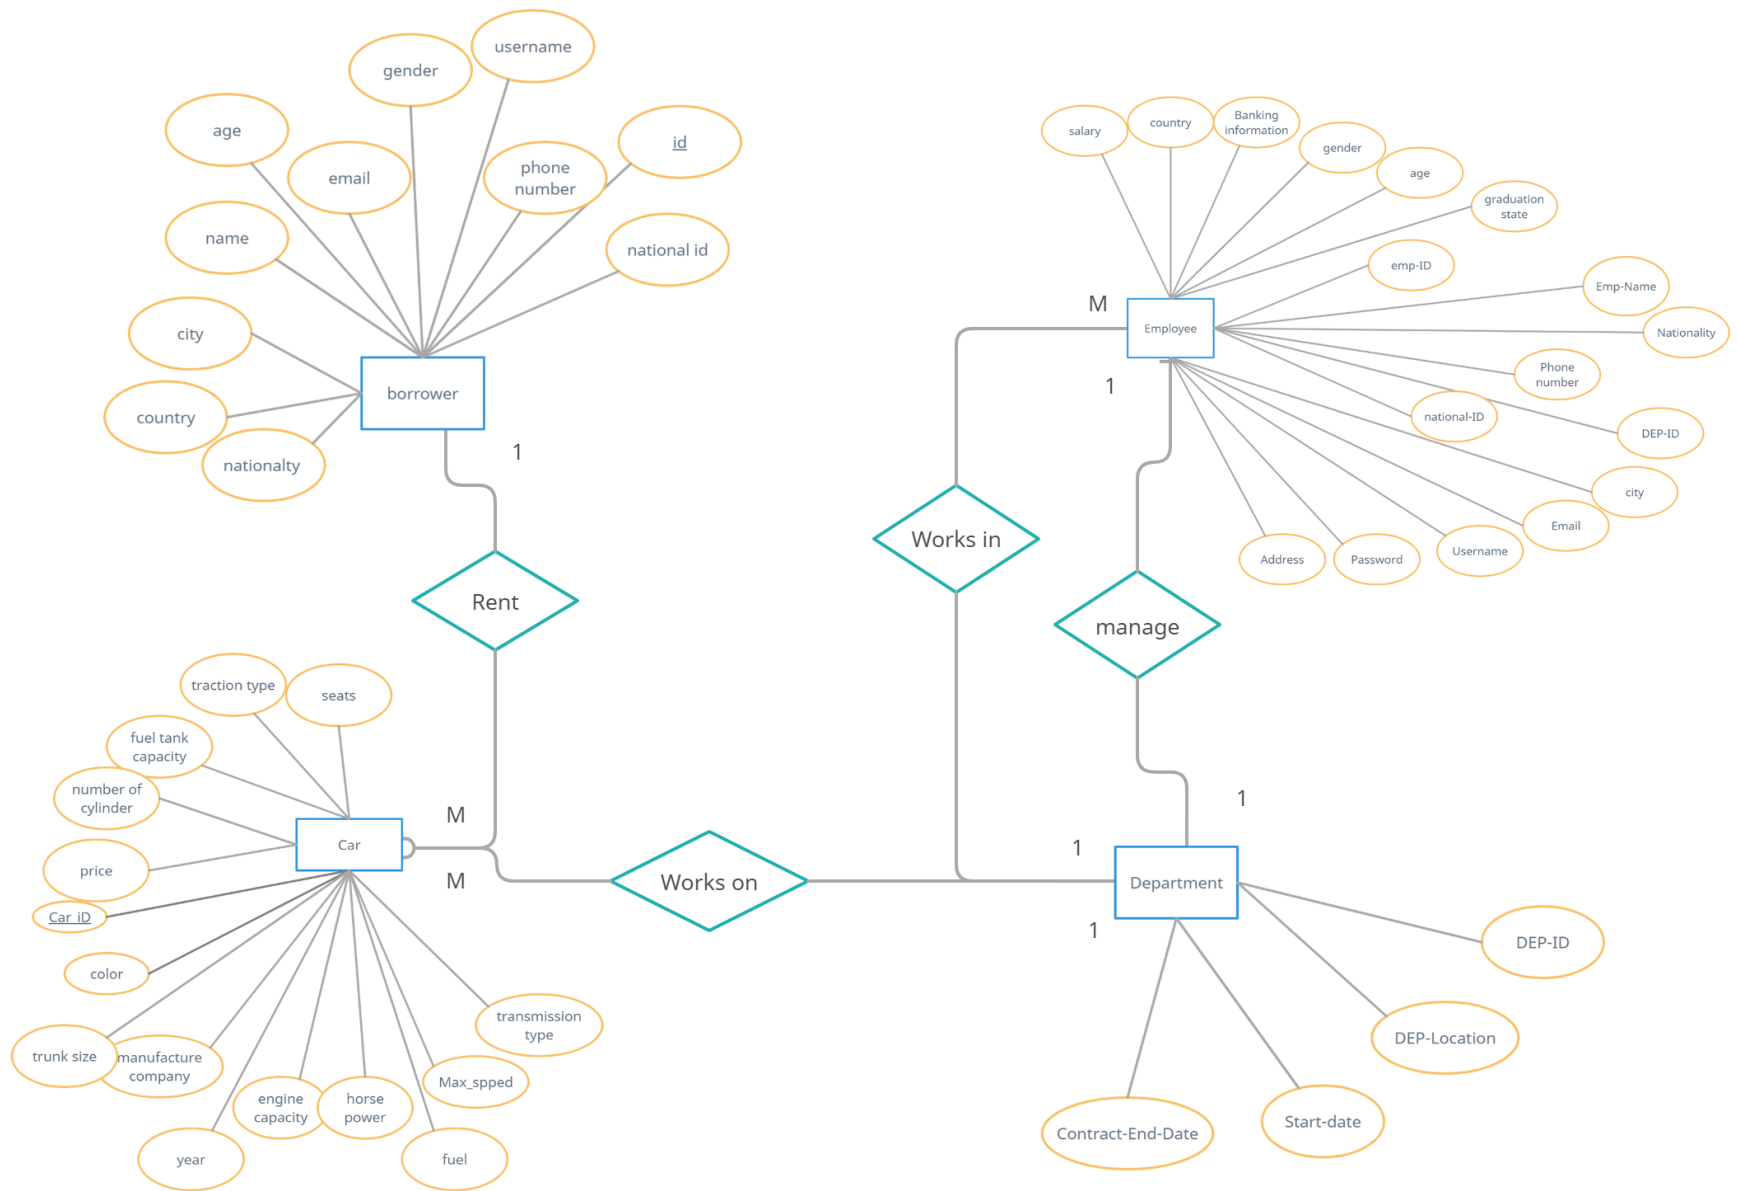 username
gender
id
age
email
phone
number
name
national id
city
country
nationalty
borrower
1
Rent
salary
country
Banking
information
gender
age
graduation
state
emp-ID
Emp-Name
Nationality
Phone
number
national-ID
DEP-ID
city
Email
Username
Password
Address
Employee
M
1
Works in
manage
traction type
seats
fuel tank
capacity
number of
cylinder
price
Car iD
color
trunk size
manufacture
company
year
engine
capacity
horse
power
fuel
Max_spped
transmission
type
Car
M
M
Works on
1
1
1
Department
DEP-ID
DEP-Location
Start-date
Contract-End-Date